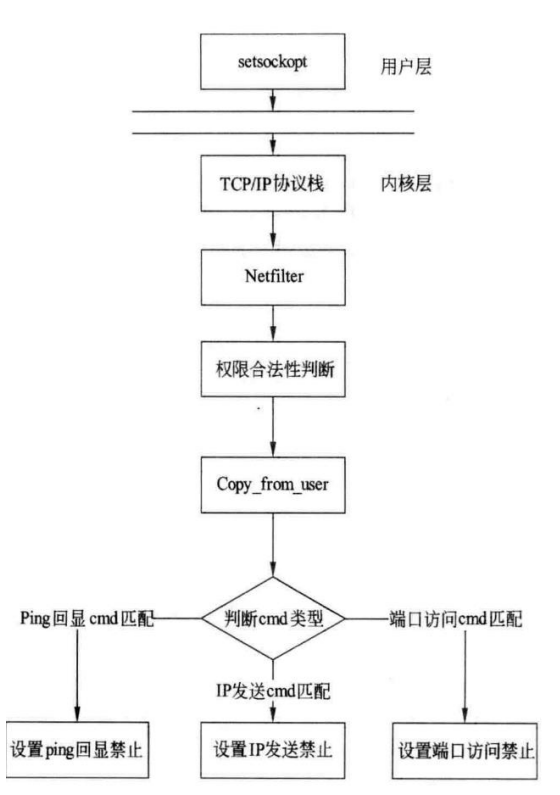 setsockopt
用户层
TCP/IP协议栈
内核层
Netfilter
权限合法性判断
Copy_from_user
Ping回显cmd匹配
判断cmd类型
端口访问cmd匹配
IP发送cmd匹配
设置ping回显禁止
设置IP发送禁止
设置端口访问禁止